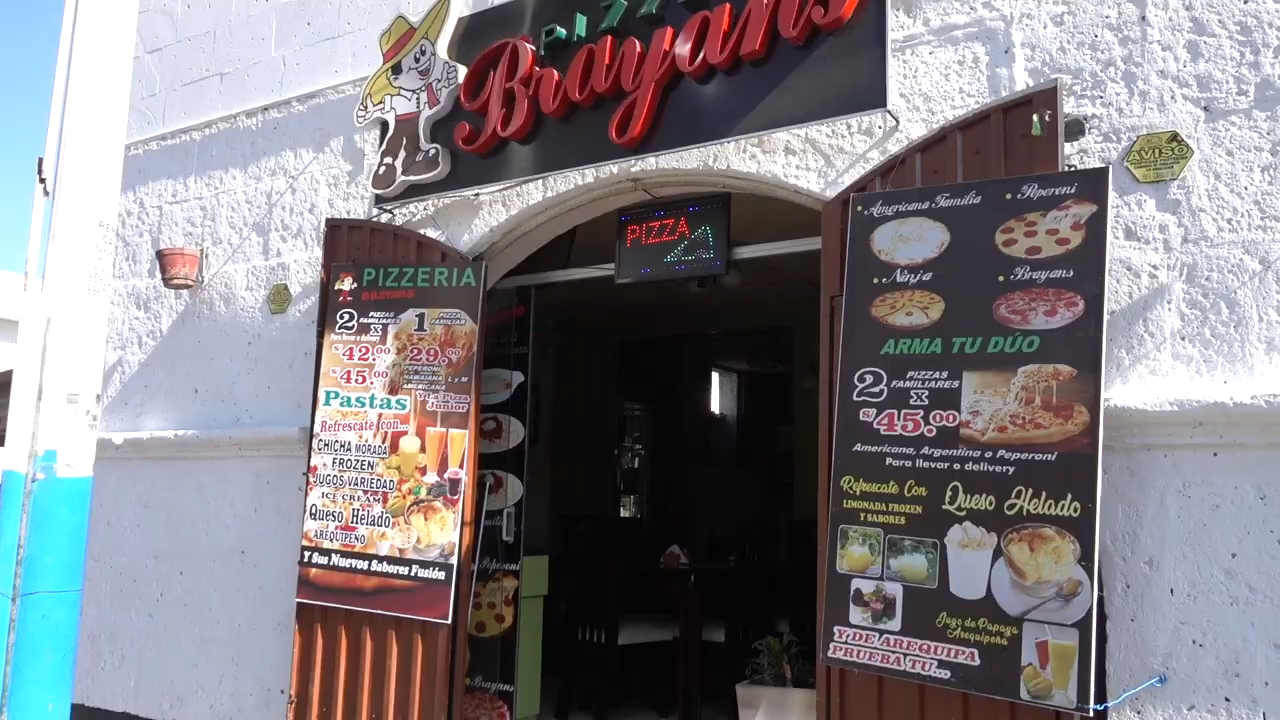 PIZZ
Brayans
PIZZA
AVISO
PIZZERIA
BRAYANS
2 PIZZAS FAMILIARES X
Para llevar o delivery
S/ 42.00
S/ 45.00
1 PIZZA FAMILIAR
29.00
PEPERONI
HAWAIANA
AMERICANA
L y M
Y La Pizza
Junior
Pastas
Refrescate con...
CHICHA MORADA
FROZEN
JUGOS VARIEDAD
ICE CREAM
Queso Helado
AREQUIPEÑO
Y Sus Nuevos Sabores Fusión
Peperoni
Brayans
Americana Familia
Peperoni
Ninja
Brayans
ARMA TU DÚO
2 PIZZAS
FAMILIARES
X
S/ 45.00
Americana, Argentina o Peperoni
Para llevar o delivery
Refrescate Con
LIMONADA FROZEN
Y SABORES
Queso Helado
Jugo de Papaya
Arequipeña
Y DE AREQUIPA
PRUEBA TU...